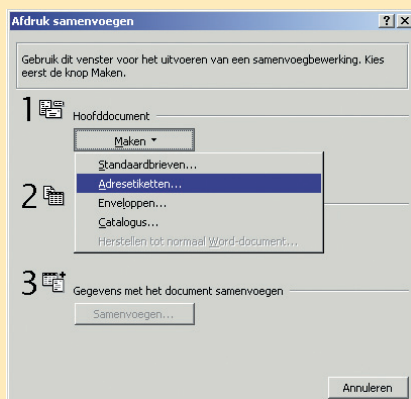 Afdruk samenvoegen
Gebruik dit venster voor het uitvoeren van een samenvoegbewerking. Kies
eerst de knop Maken.
1 Hoofddocument
Maken
Standaardbrieven...
Adresetiketten...
Enveloppen...
Catalogus...
Herstellen tot normaal Word-document...
2
3 Gegevens met het document samenvoegen
Samenvoegen...
Annuleren